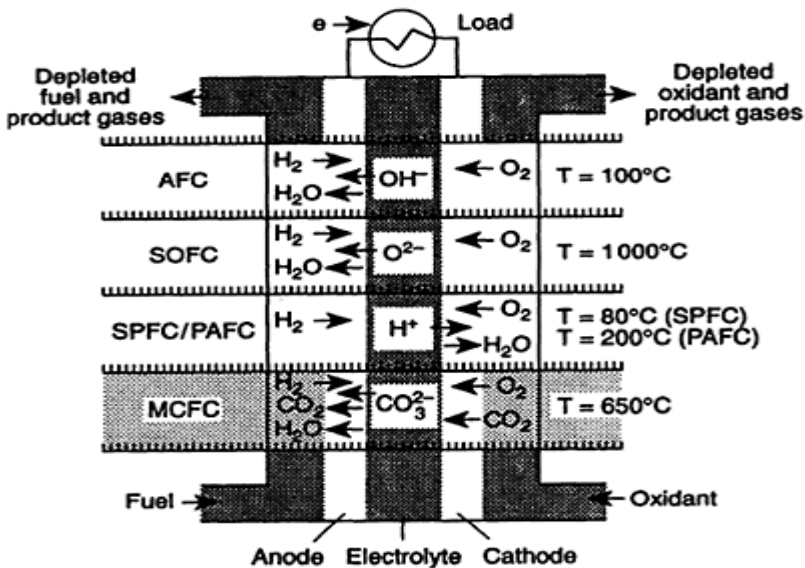 e
Load
Depleted
fuel and
product gases
Depleted
oxidant and
product gases
AFC
H₂
H₂O
OH⁻
O₂
T = 100°C
SOFC
H₂
H₂O
O²⁻
O₂
T = 1000°C
SPFC/PAFC
H₂
H⁺
O₂
H₂O
T = 80°C (SPFC)
T = 200°C (PAFC)
MCFC
H₂
CO₂
H₂O
CO₃²⁻
O₂
CO₂
T = 650°C
Fuel
Oxidant
Anode
Electrolyte
Cathode